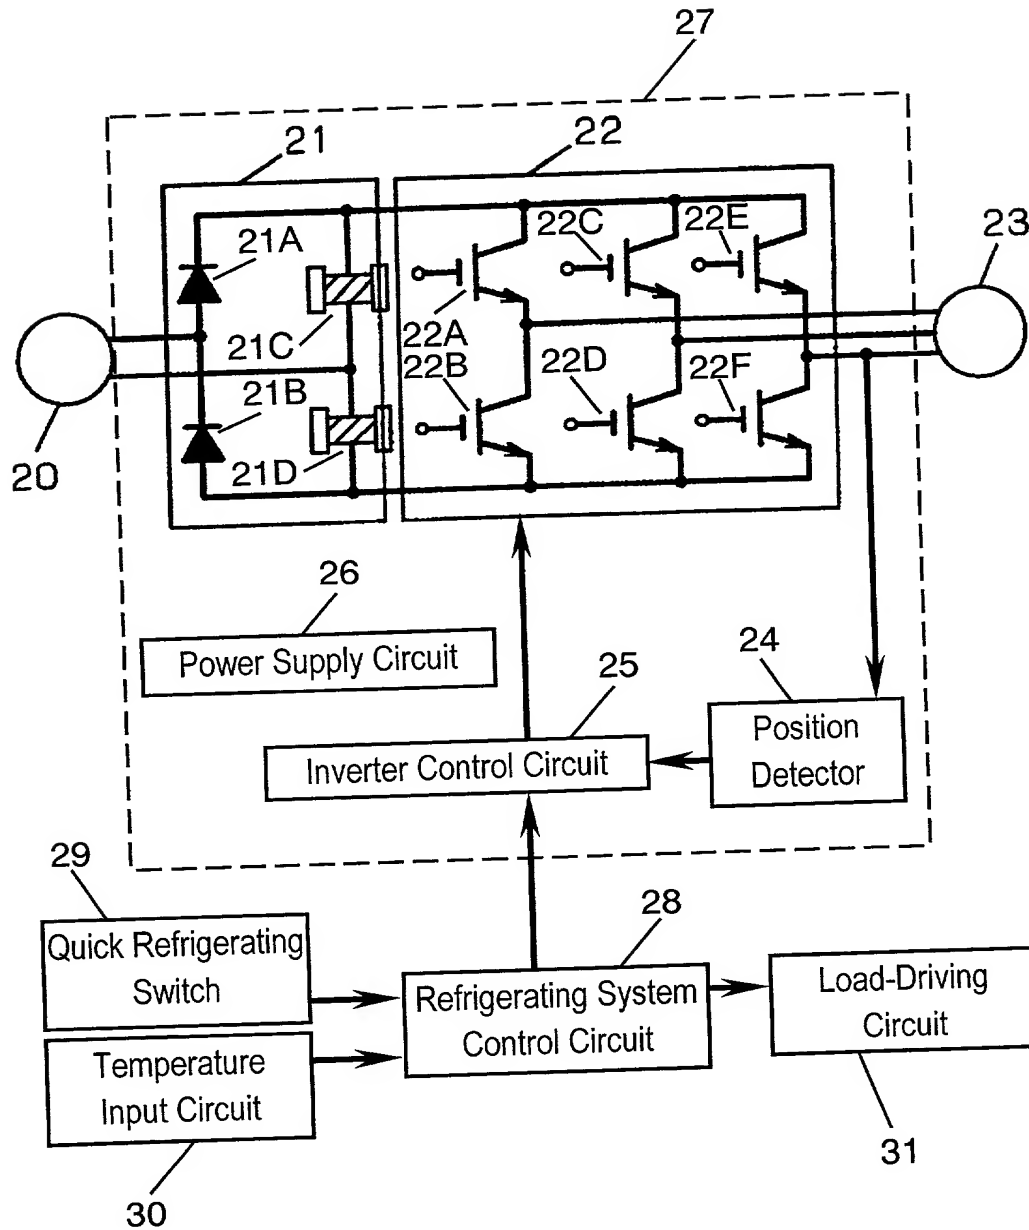 27
21
22
23
21A
22C
22E
21C
22A
21B
22B
22D
22F
20
21D
26
Power Supply Circuit
25
24
Inverter Control Circuit
Position
Detector
29
28
Quick Refrigerating
Switch
Refrigerating System
Control Circuit
Load-Driving
Circuit
Temperature
Input Circuit
31
30